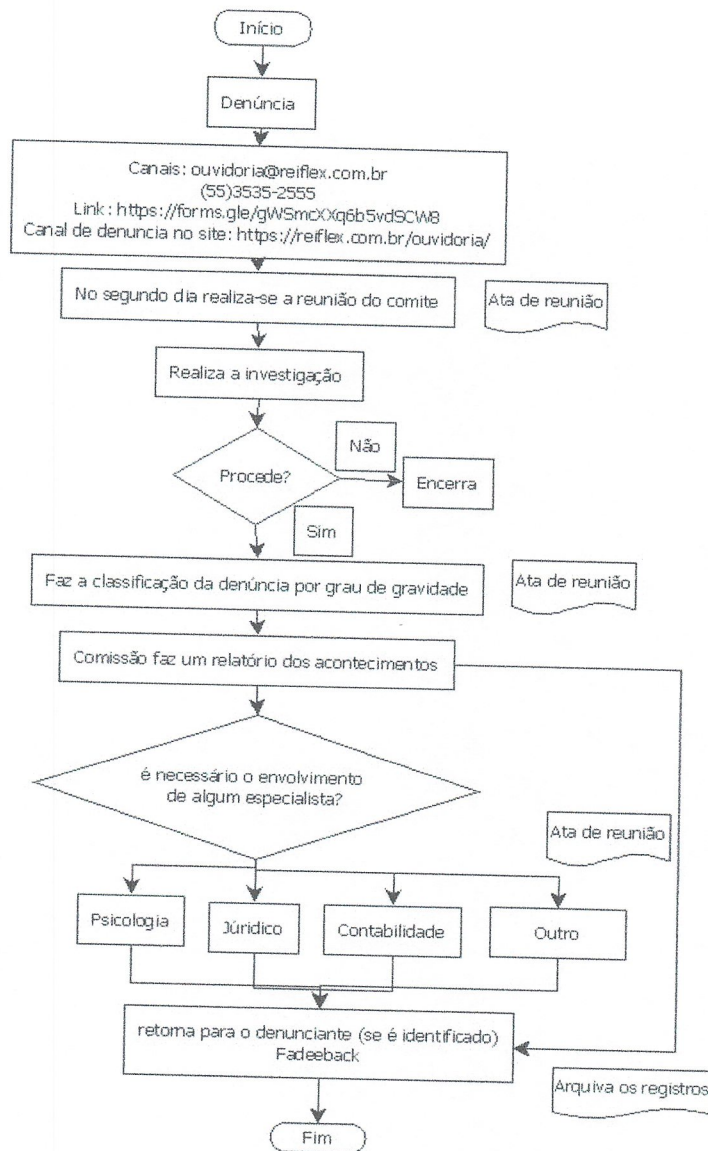 Início
Denúncia
Canais: ouvidoria@reiflex.com.br
(55)3535-2555
Link: https://forms.gle/gWSmcXXq6b5vdSCW8
Canal de denuncia no site: https://reiflex.com.br/ouvidoria/
No segundo dia realiza-se a reunião do comite
Ata de reunião
Realiza a investigação
Não
Procede?
Encerra
Sim
Faz a classificação da denúncia por grau de gravidade
Ata de reunião
Comissão faz um relatório dos acontecimentos
é necessário o envolvimento
de algum especialista?
Ata de reunião
Psicologia
Júridico
Contabilidade
Outro
retorna para o denunciante (se é identificado)
Fadeeback
Arquiva os registros
Fim